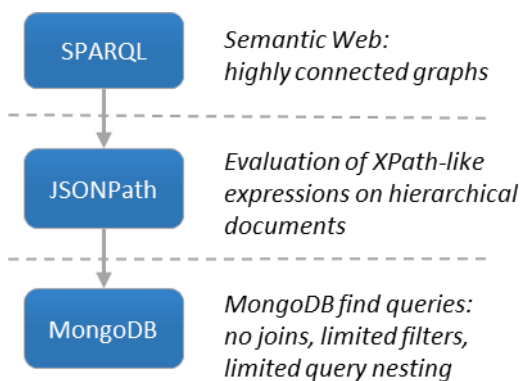 SPARQL
Semantic Web:
highly connected graphs
JSONPath
Evaluation of XPath-like
expressions on hierarchical
documents
MongoDB
MongoDB find queries:
no joins, limited filters,
limited query nesting